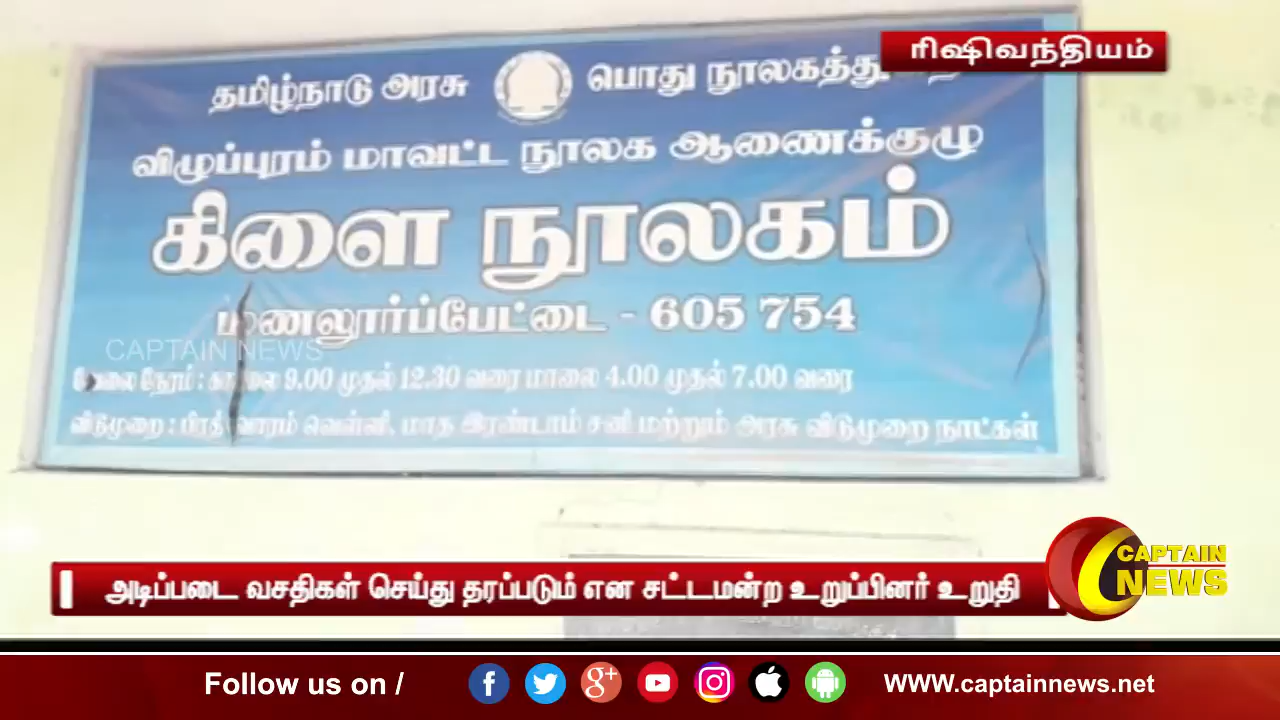 ரிஷிவந்தியம்
தமிழ்நாடு அரசு பொது நூலகத்து
விழுப்புரம் மாவட்ட நூலக ஆணைக்குழு
கிளை நூலகம்
மணலூர்ப்பேட்டை - 605 754
CAPTAIN NEWS
வேலை நேரம் : காலை 9.00 முதல் 12.30 வரை மாலை 4.00 முதல் 7.00 வரை
விடுமுறை : பிரதி வாரம் வெள்ளி, மாத இரண்டாம் சனி மற்றும் அரசு விடுமுறை நாட்கள்
அடிப்படை வசதிகள் செய்து தரப்படும் என சட்டமன்ற உறுப்பினர் உறுதி
CAPTAIN
NEWS
Follow us on / WWW.captainnews.net